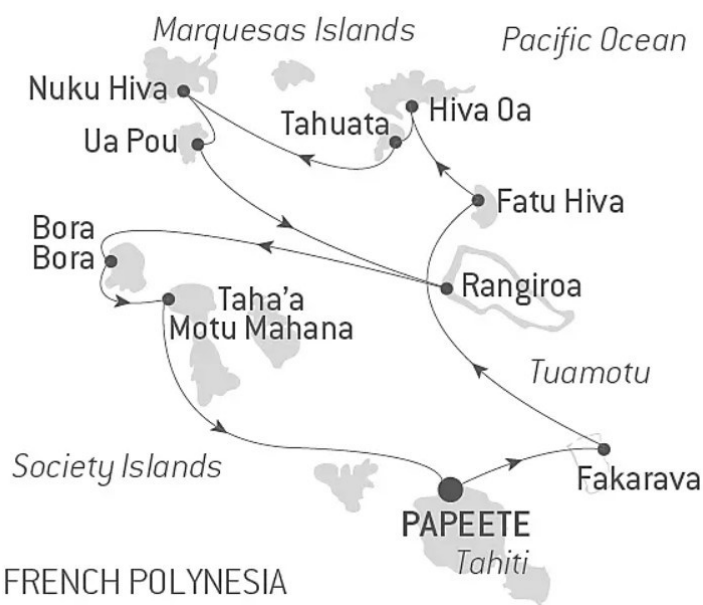 Marquesas Islands
Pacific Ocean
Nuku Hiva
Hiva Oa
Tahuata
Ua Pou
Fatu Hiva
Bora
Bora
Rangiroa
Taha'a
Motu Mahana
Tuamotu
Society Islands
Fakarava
PAPEETE
Tahiti
FRENCH POLYNESIA